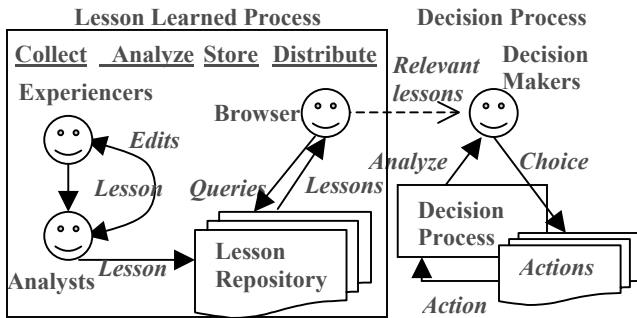 Lesson Learned Process
Decision Process
Collect Analyze Store Distribute
Experiencers
Browser
Relevant
lessons
Decision
Makers
Edits
Lesson
Queries
Lessons
Analyze
Choice
Analysts
Lesson
Lesson
Repository
Decision
Process
Actions
Action